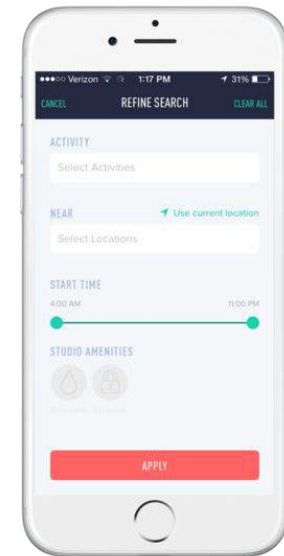 Verizon 1:17 PM 31%
CANCEL REFINE SEARCH CLEAR ALL
ACTIVITY
Select Activities
NEAR Use current location
Select Locations
START TIME
4:00 AM 11:00 PM
STUDIO AMENITIES
APPLY